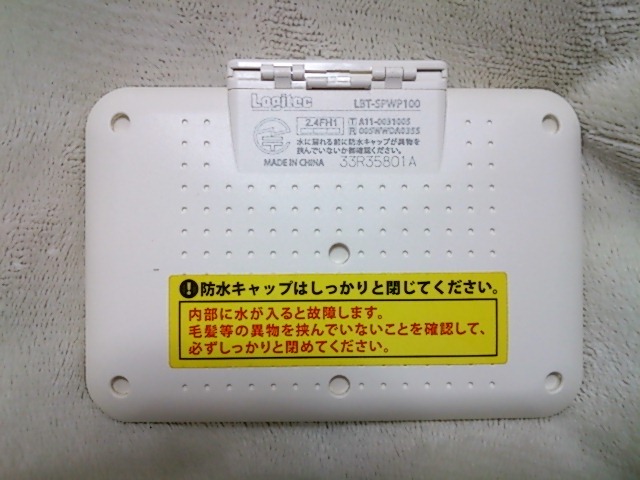 Logitec LBT-SPWP100
2.4FH1 T A11-0031005
R 005WWCA0355
水に濡れる前に防水キャップが異物を
挟んでいないか御確認ください。
MADE IN CHINA 33R35801A
! 防水キャップはしっかりと閉じてください。
内部に水が入ると故障します。
毛髪等の異物を挟んでいないことを確認して、
必ずしっかりと閉めてください。